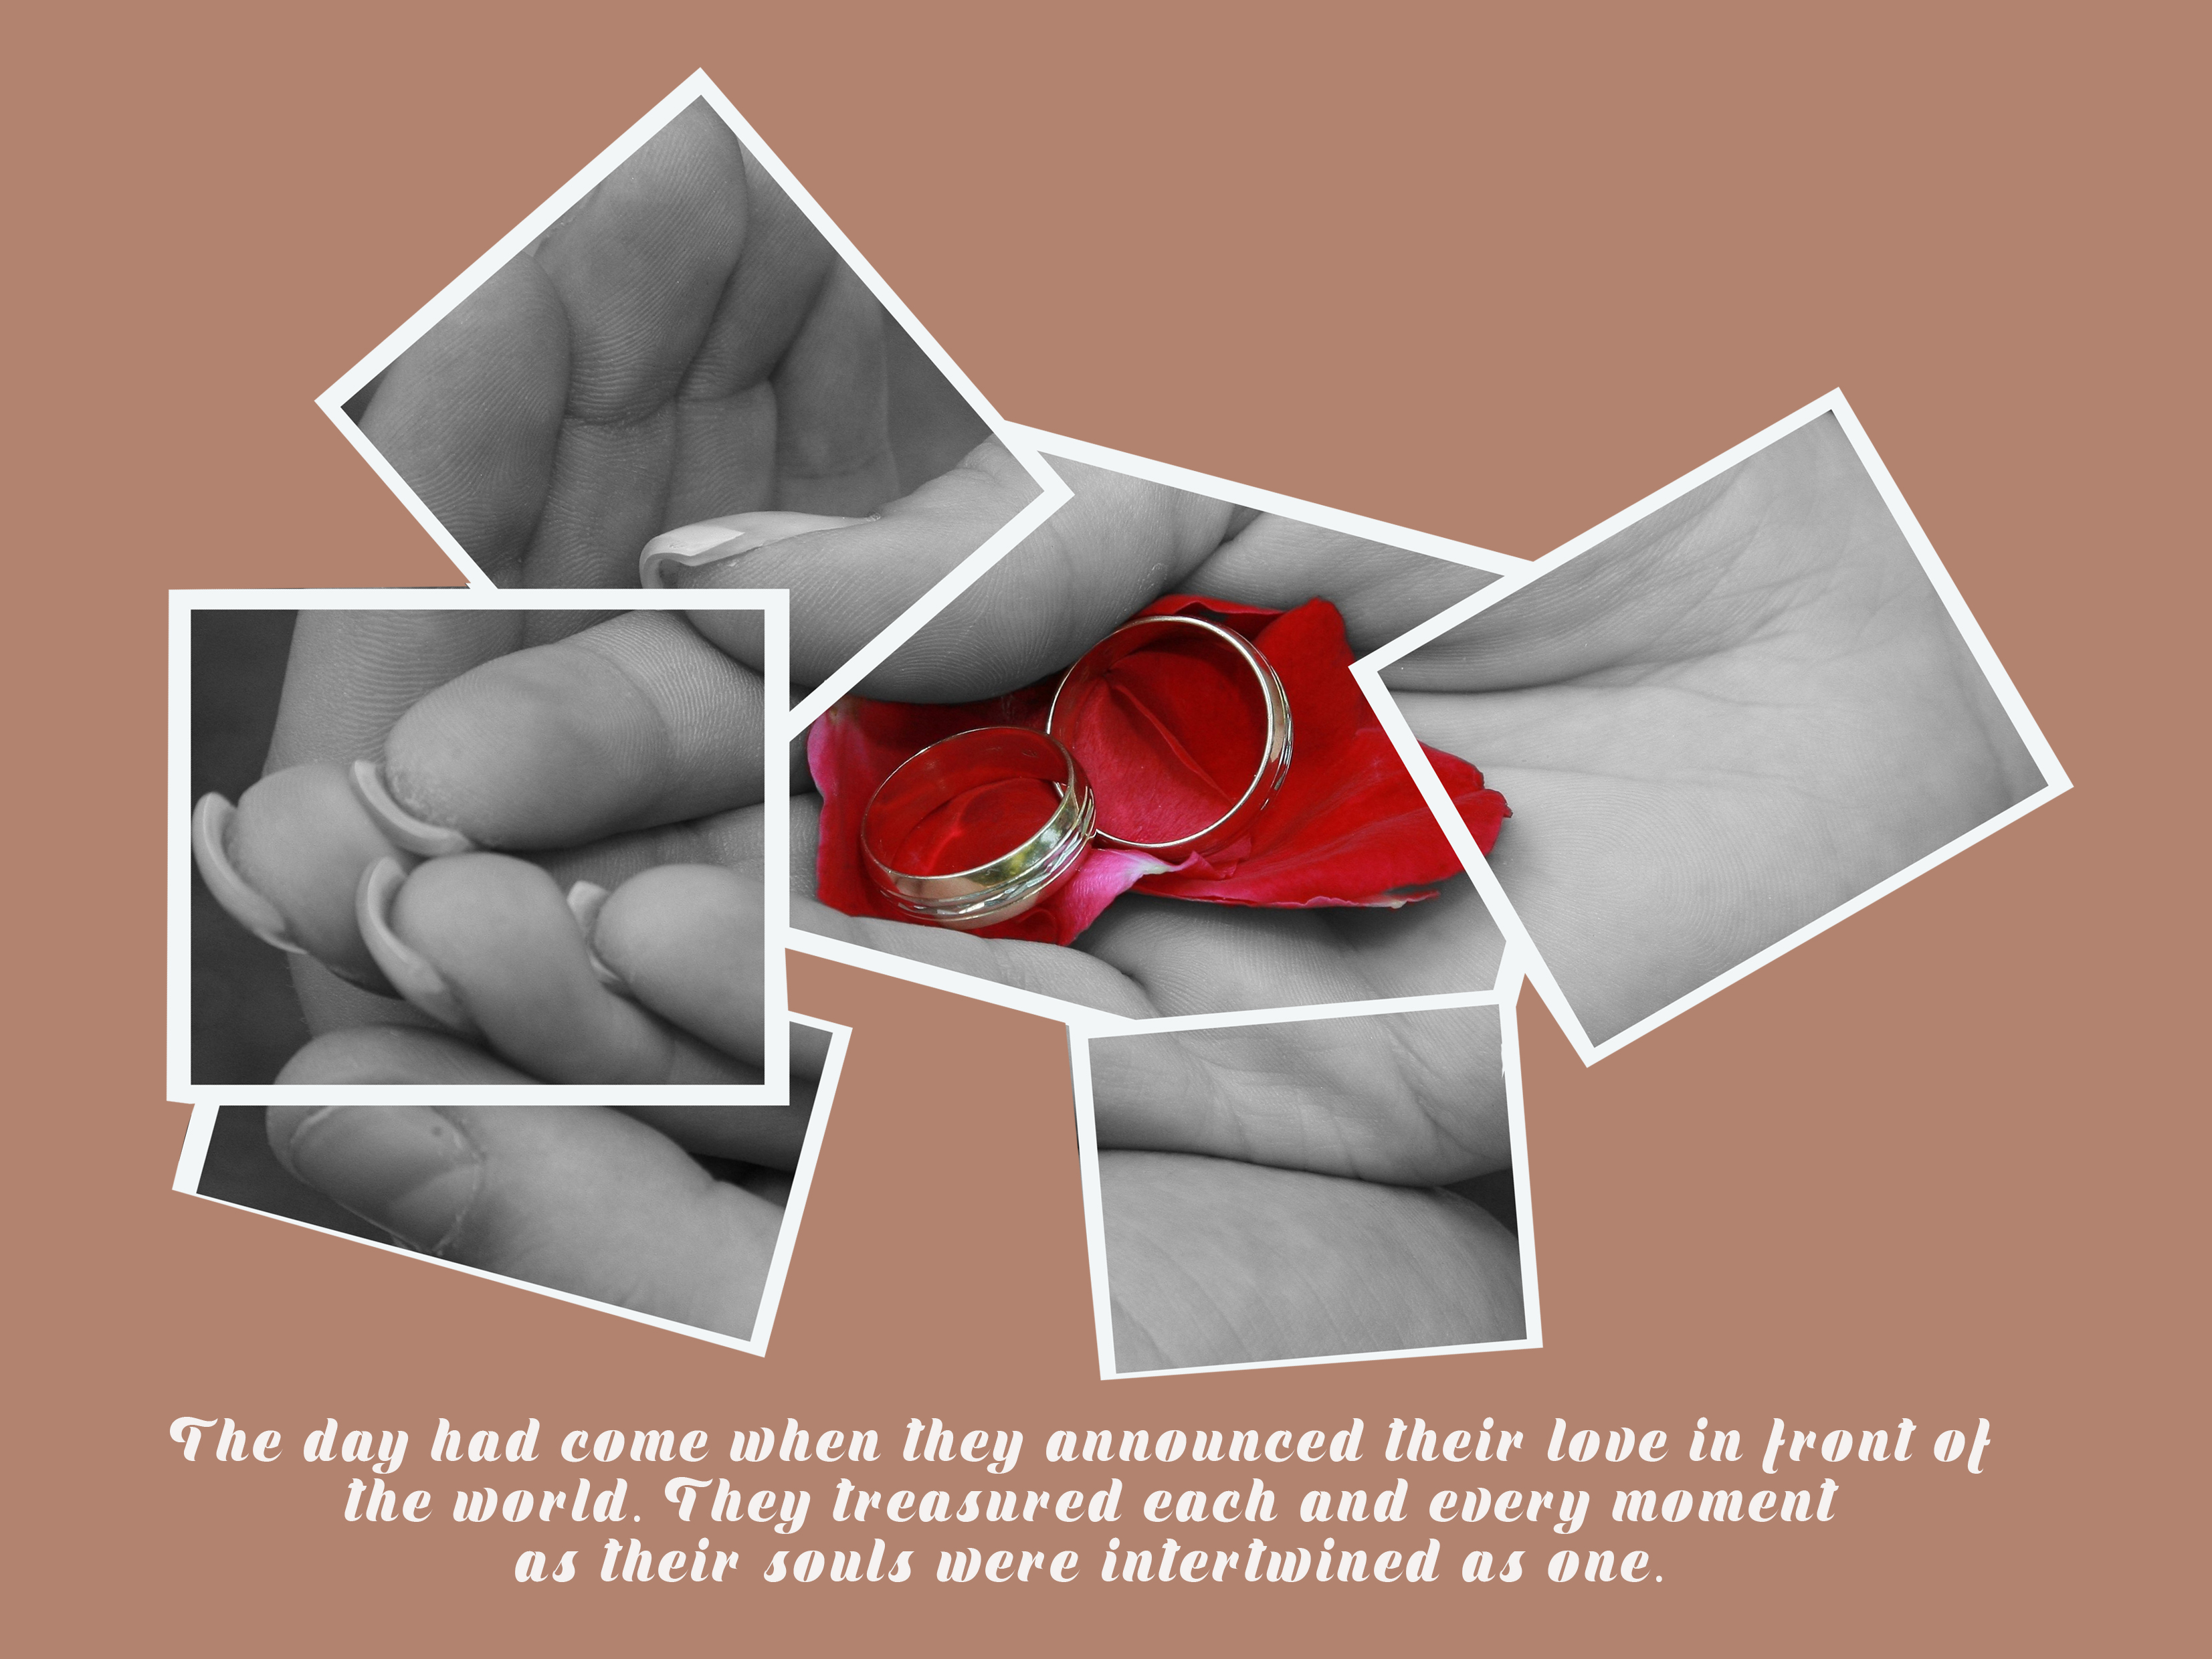 The day had come when they announced their love in front of
the world. They treasured each and every moment
as their souls were intertwined as one.